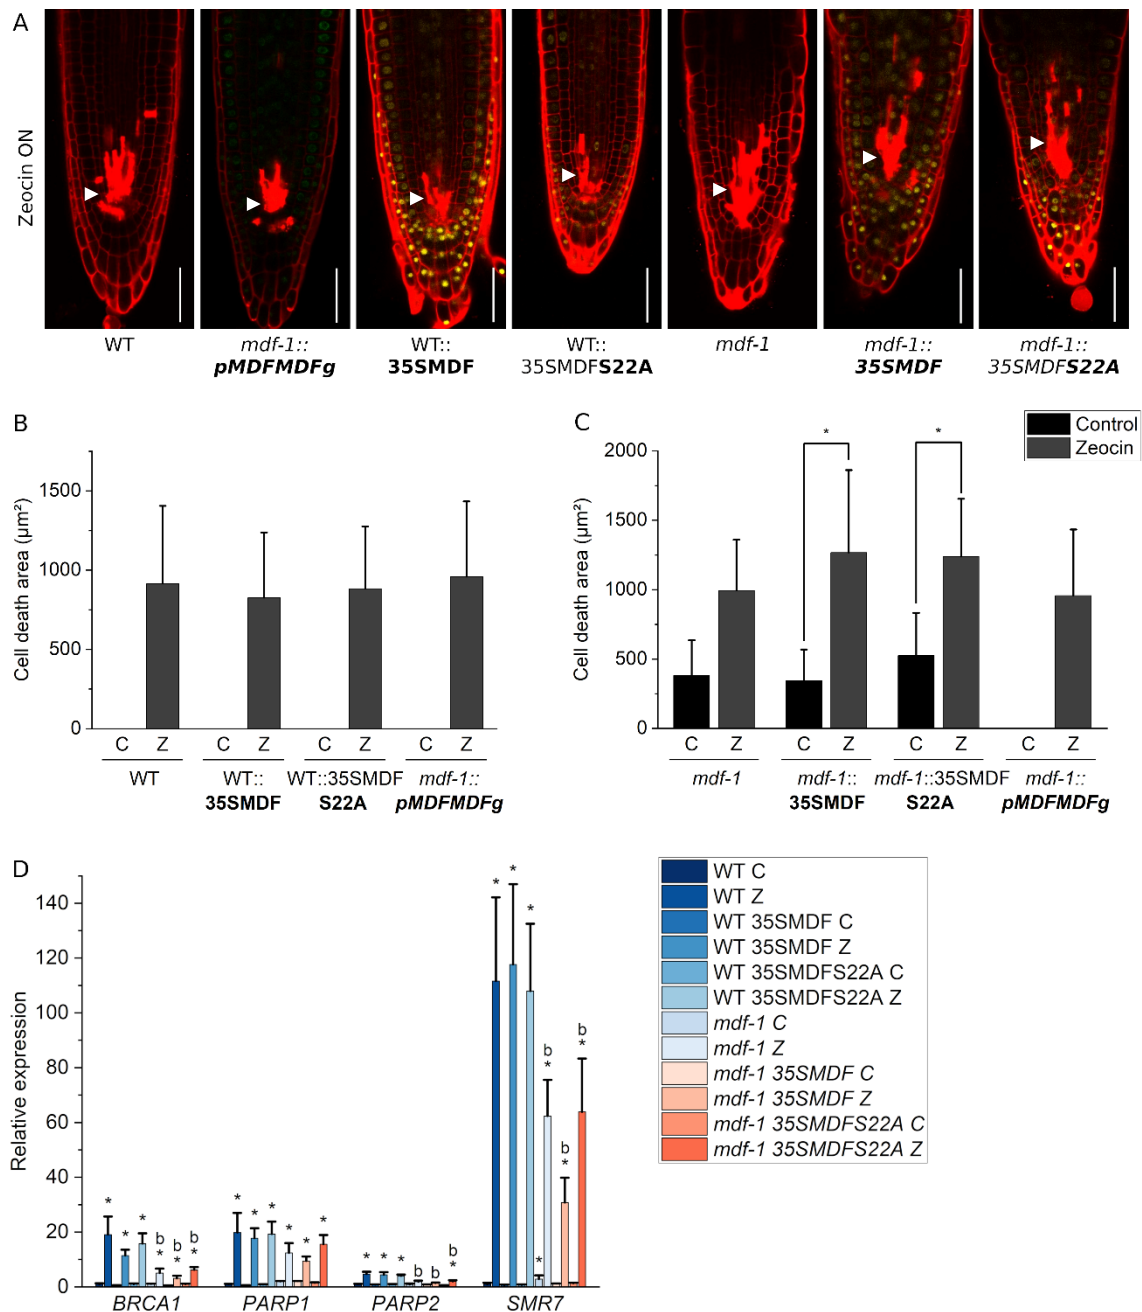 A
Zeocin ON
WT
mdf-1::
pMDFMDFg
WT::
35SMDF
WT::
35SMDFS22A
mdf-1
mdf-1::
35SMDF
mdf-1::
35SMDFS22A
B
Cell death area (µm²)
1500
1000
500
0
C Z C Z C Z C Z
WT
WT::
35SMDF
WT::35SMDF
S22A
mdf-1::
pMDFMDFg
C
Control
Zeocin
Cell death area (µm²)
2000
1500
1000
500
0
* *
C Z C Z C Z C Z
mdf-1
mdf-1::
35SMDF
mdf-1::35SMDF
S22A
mdf-1::
pMDFMDFg
D
Relative expression
140
120
100
80
60
40
20
0
* * * b* b* b*
* * * * * *
* * * b b b*
* * * * b* b* b*
BRCA1 PARP1 PARP2 SMR7
WT C
WT Z
WT 35SMDF C
WT 35SMDF Z
WT 35SMDFS22A C
WT 35SMDFS22A Z
mdf-1 C
mdf-1 Z
mdf-1 35SMDF C
mdf-1 35SMDF Z
mdf-1 35SMDFS22A C
mdf-1 35SMDFS22A Z